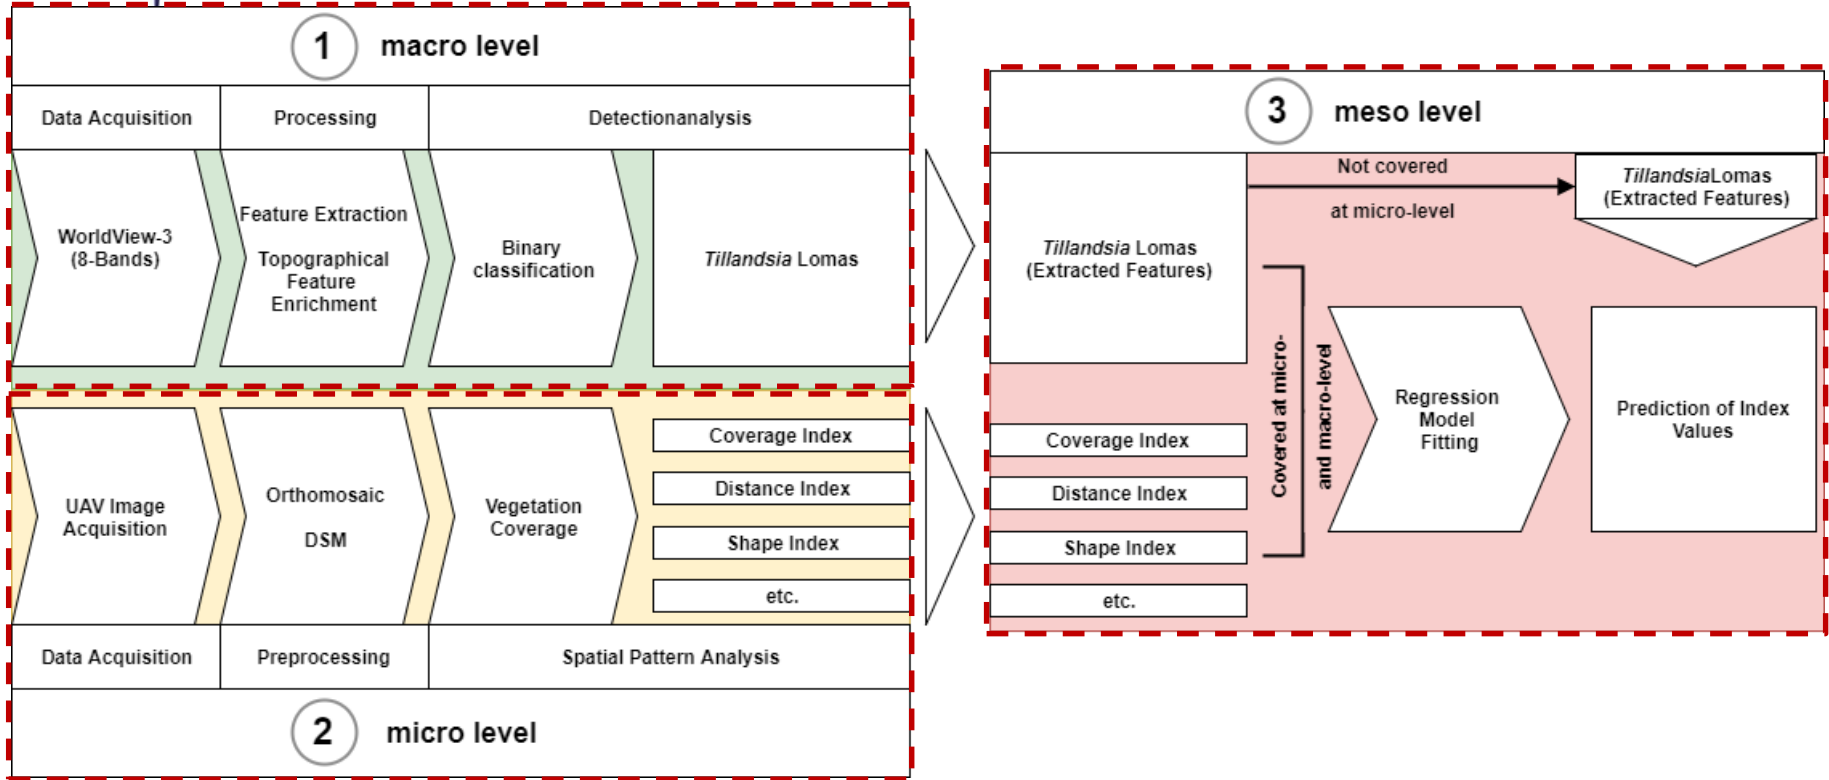 1 macro level
Data Acquisition
Processing
Detectionanalysis
WorldView-3
(8-Bands)
Feature Extraction
Topographical
Feature
Enrichment
Binary
classification
Tillandsia Lomas
UAV Image
Acquisition
Orthomosaic
DSM
Vegetation
Coverage
Coverage Index
Distance Index
Shape Index
etc.
Data Acquisition
Preprocessing
Spatial Pattern Analysis
2 micro level
3 meso level
Tillandsia Lomas
(Extracted Features)
Not covered
at micro-level
TillandsiaLomas
(Extracted Features)
Coverage Index
Distance Index
Shape Index
etc.
Covered at micro-
and macro-level
Regression
Model
Fitting
Prediction of Index
Values